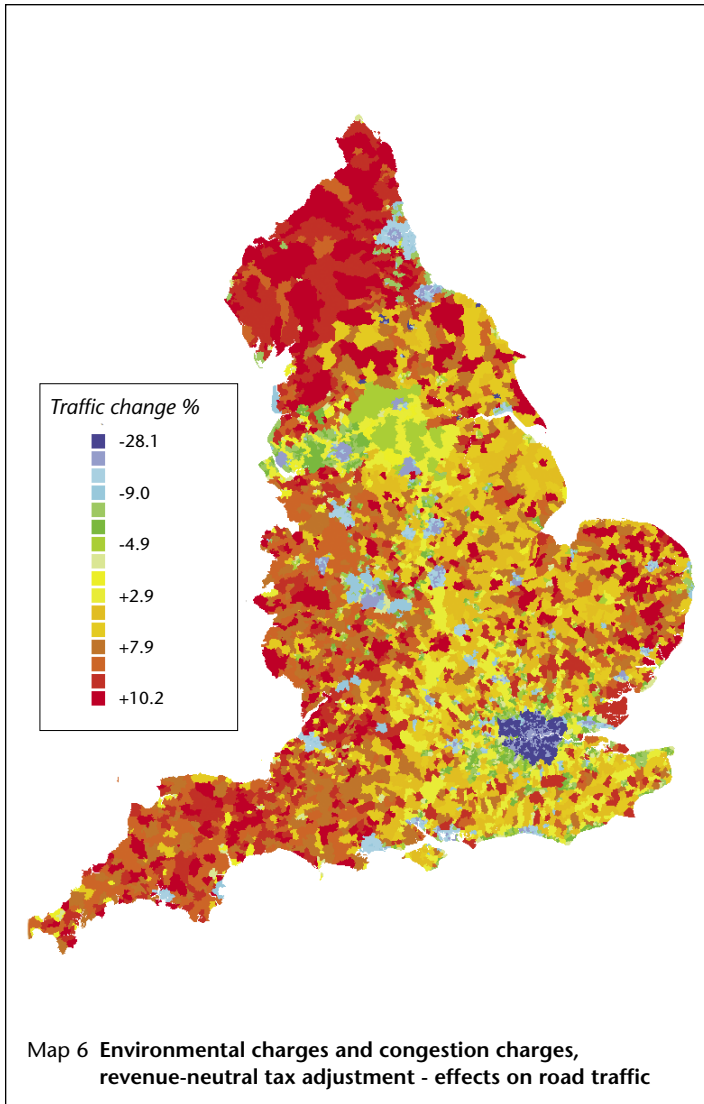 Traffic change %
-28.1
-9.0
-4.9
+2.9
+7.9
+10.2
Map 6 Environmental charges and congestion charges,
revenue-neutral tax adjustment - effects on road traffic